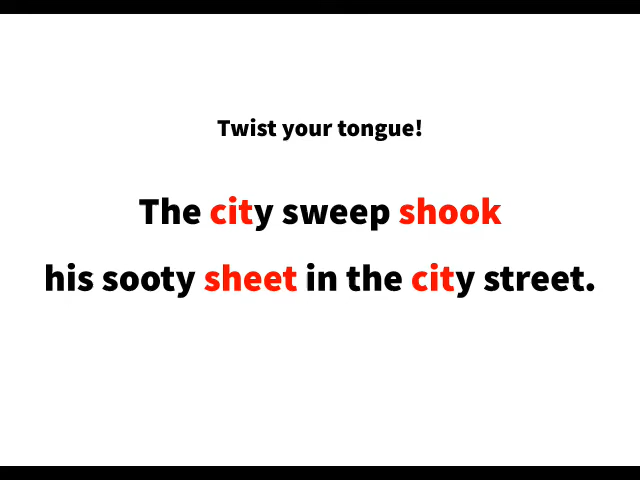 Twist your tongue!
The city sweep shook
his sooty sheet in the city street.